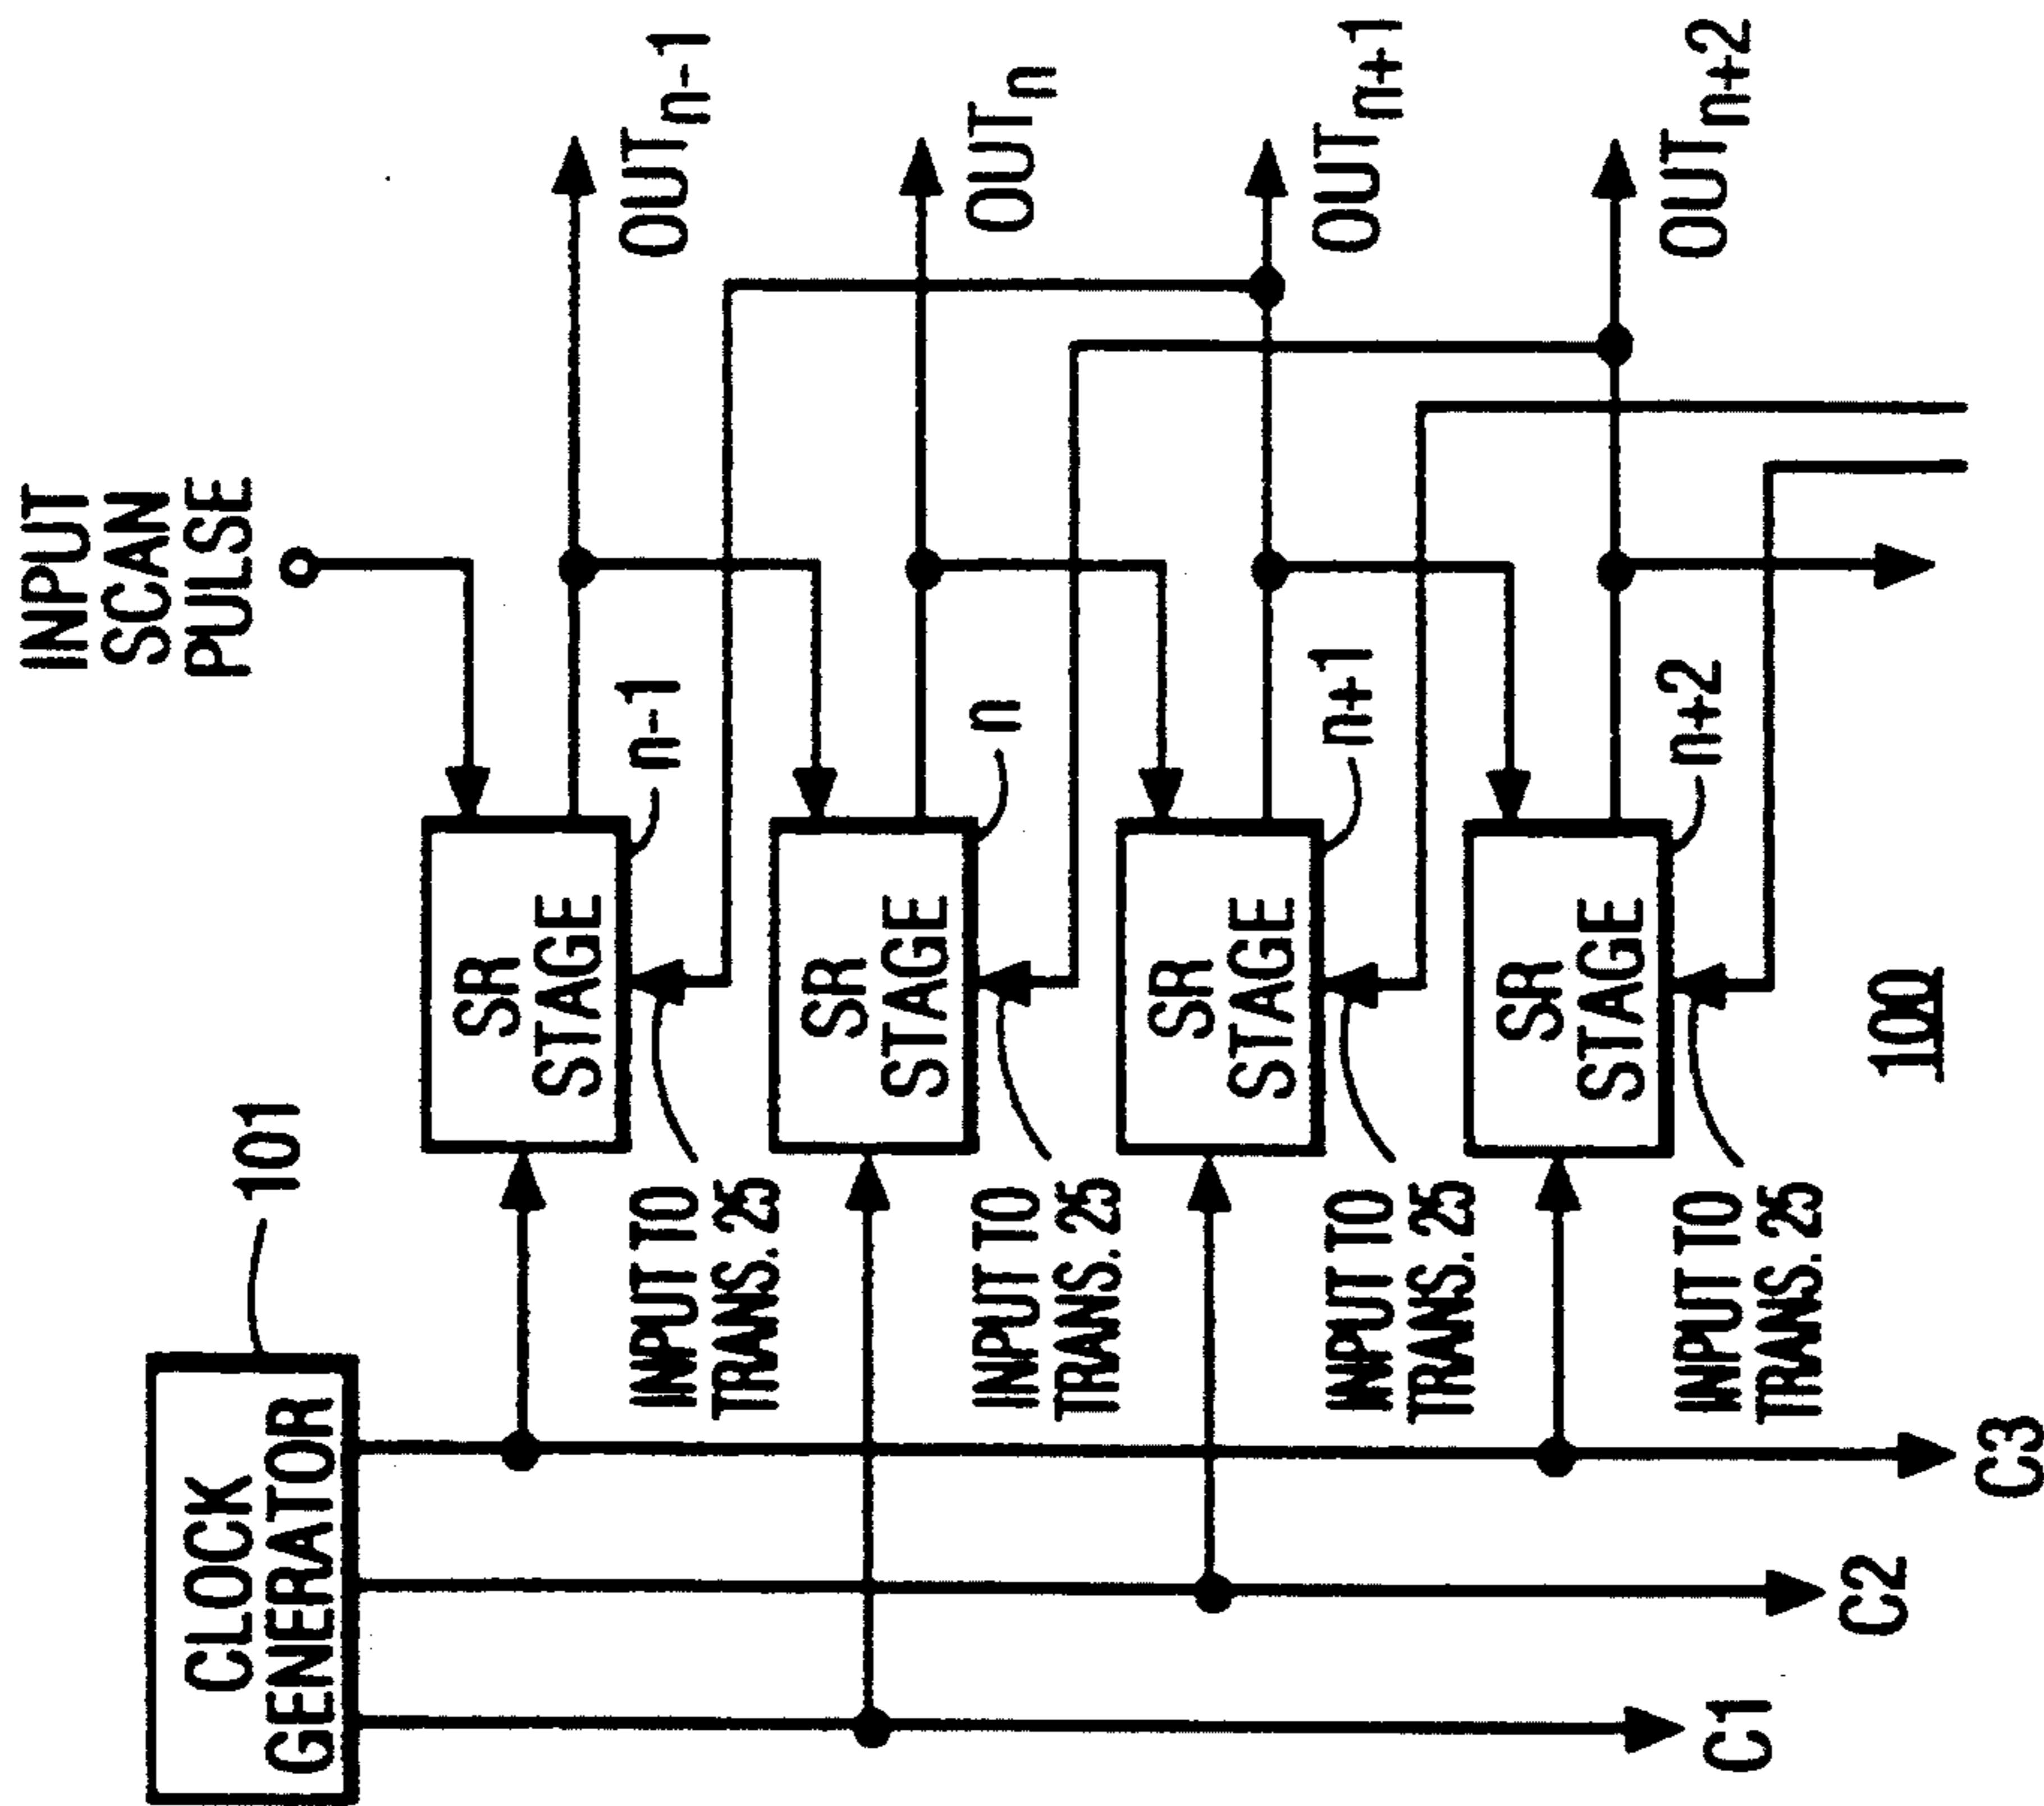 INPUT
SCAN
PULSE
CLOCK
GENERATOR
101
SR
STAGE
n-1
OUTn-1
INPUT TO
TRANS. 25
SR
STAGE
n
OUTn
INPUT TO
TRANS. 25
SR
STAGE
n+1
OUTn+1
INPUT TO
TRANS. 25
SR
STAGE
n+2
OUTn+2
INPUT TO
TRANS. 25
C1
C2
C3
100